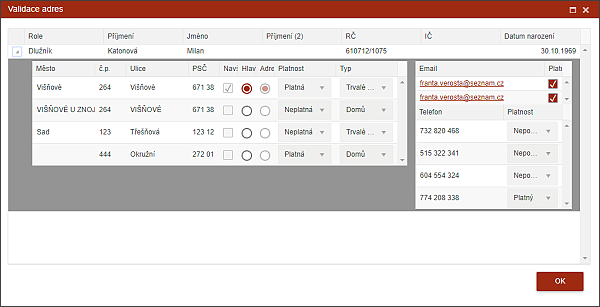 Validace adres
Role Příjmení Jméno Příjmení (2) RČ IČ Datum narození
Dlužník Katonová Milan 610712/1075 30.10.1969
Město č.p. Ulice PSČ Navš Hlav Adre Platnost Typ
Višňové 264 Višňové 671 38 Platná Trvalé ...
VIŠŇOVÉ U ZNOJ 264 VIŠŇOVÉ 671 38 Neplatná Domů
Sad 123 Třešňová 123 12 Neplatná Trvalé ...
444 Okružní 272 01 Platná Domů
Email Plati
franta.verosta@seznam.cz
franta.verosta@seznam.cz
Telefon Platnost
732 820 468 Nepo...
515 322 341 Nepo...
604 554 324 Nepo...
774 208 338 Platný
OK